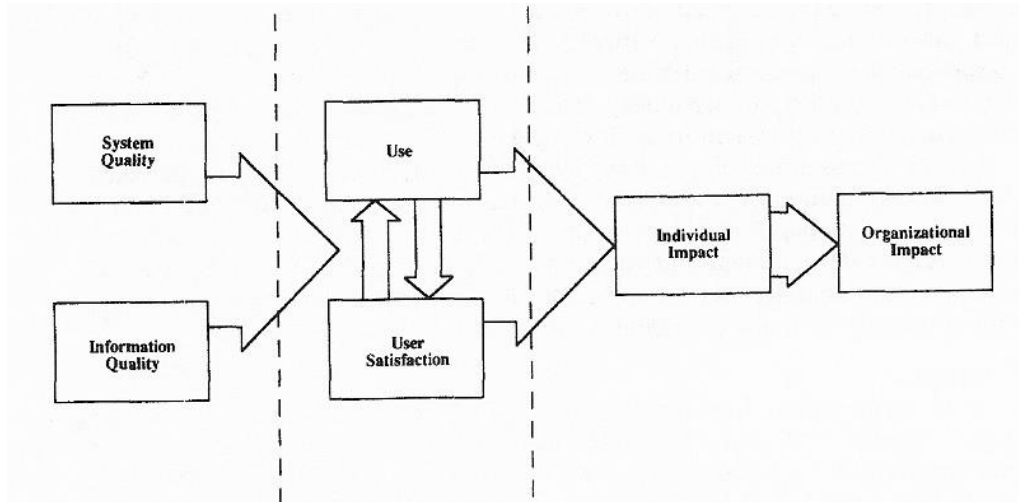 System
Quality
Use
Individual
Impact
Organizational
Impact
Information
Quality
User
Satisfaction